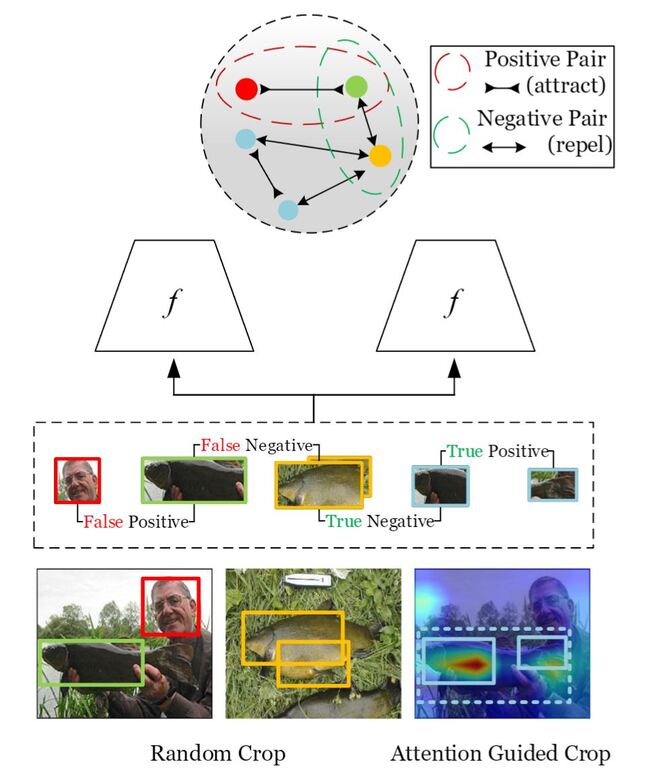 Positive Pair
(attract)
Negative Pair
(repel)
f
f
False Negative
True Positive
False Positive
True Negative
Random Crop
Attention Guided Crop